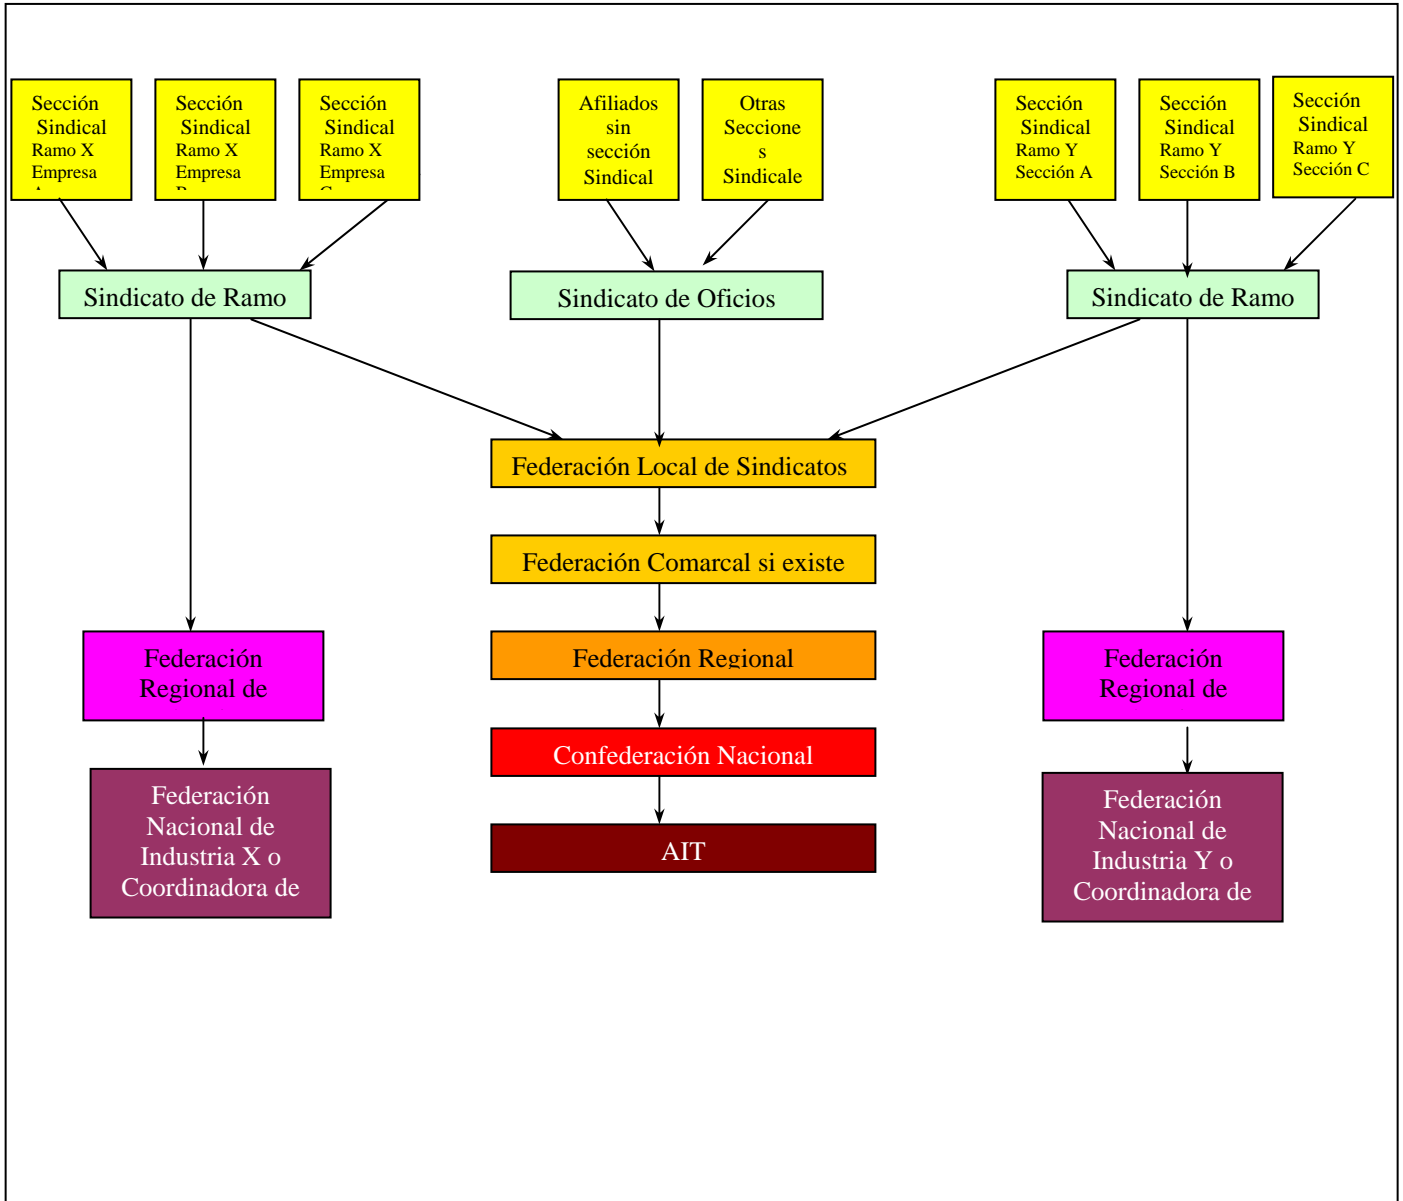 Sección
Sindical
Ramo X
Empresa
Sección
Sindical
Ramo X
Empresa
Sección
Sindical
Ramo X
Empresa
Afiliados
sin
sección
Sindical
Otras
Seccione
s
Sindicale
Sección
Sindical
Ramo Y
Sección A
Sección
Sindical
Ramo Y
Sección B
Sección
Sindical
Ramo Y
Sección C
Sindicato de Ramo
Sindicato de Oficios
Sindicato de Ramo
Federación Local de Sindicatos
Federación Comarcal si existe
Federación Regional
Confederación Nacional
AIT
Federación
Regional de
Federación
Nacional de
Industria X o
Coordinadora de
Federación
Regional de
Federación
Nacional de
Industria Y o
Coordinadora de